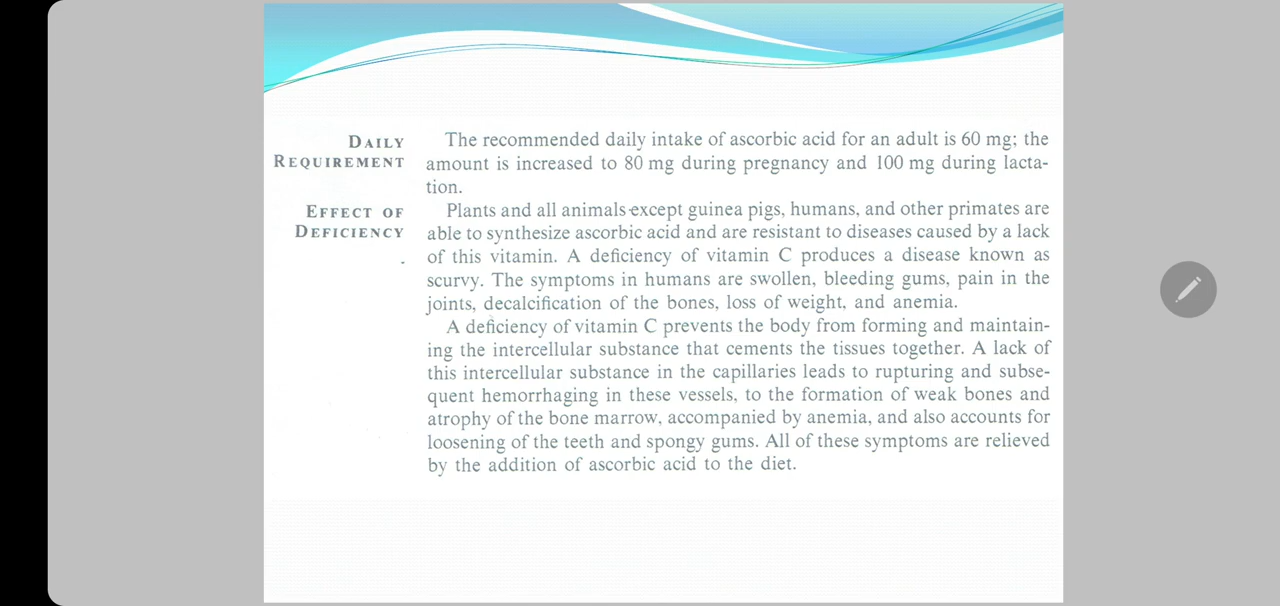 DAILY
REQUIREMENT
The recommended daily intake of ascorbic acid for an adult is 60 mg; the
amount is increased to 80 mg during pregnancy and 100 mg during lacta-
tion.
EFFECT OF
DEFICIENCY
Plants and all animals except guinea pigs, humans, and other primates are
able to synthesize ascorbic acid and are resistant to diseases caused by a lack
of this vitamin. A deficiency of vitamin C produces a disease known as
scurvy. The symptoms in humans are swollen, bleeding gums, pain in the
joints, decalcification of the bones, loss of weight, and anemia.
A deficiency of vitamin C prevents the body from forming and maintain-
ing the intercellular substance that cements the tissues together. A lack of
this intercellular substance in the capillaries leads to rupturing and subse-
quent hemorrhaging in these vessels, to the formation of weak bones and
atrophy of the bone marrow, accompanied by anemia, and also accounts for
loosening of the teeth and spongy gums. All of these symptoms are relieved
by the addition of ascorbic acid to the diet.